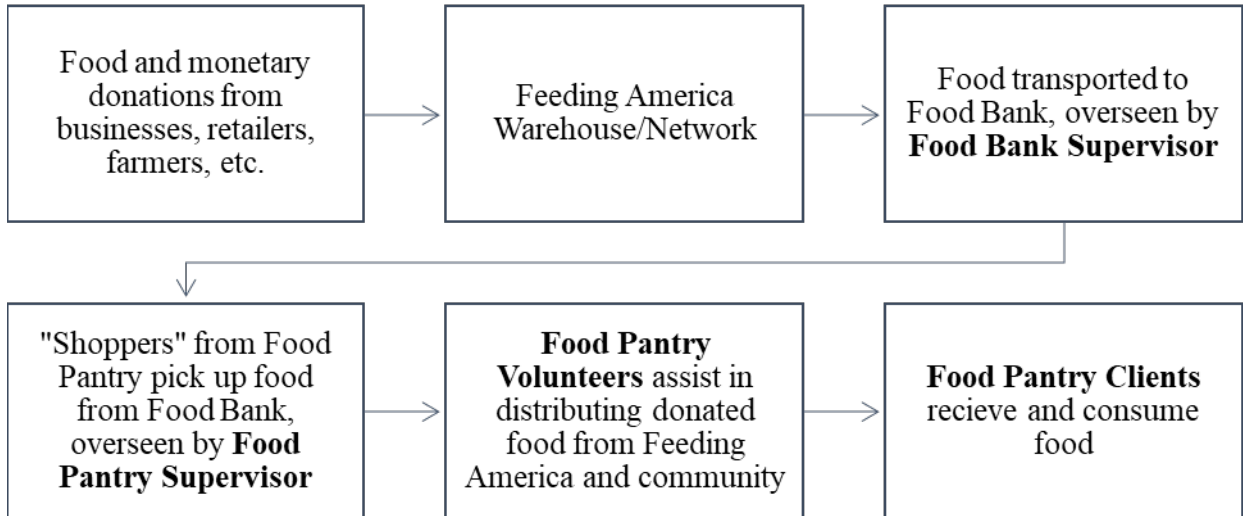 Food and monetary
donations from
businesses, retailers,
farmers, etc.
Feeding America
Warehouse/Network
Food transported to
Food Bank, overseen by
Food Bank Supervisor
"Shoppers" from Food
Pantry pick up food
from Food Bank,
overseen by Food
Pantry Supervisor
Food Pantry
Volunteers assist in
distributing donated
food from Feeding
America and community
Food Pantry Clients
recieve and consume
food